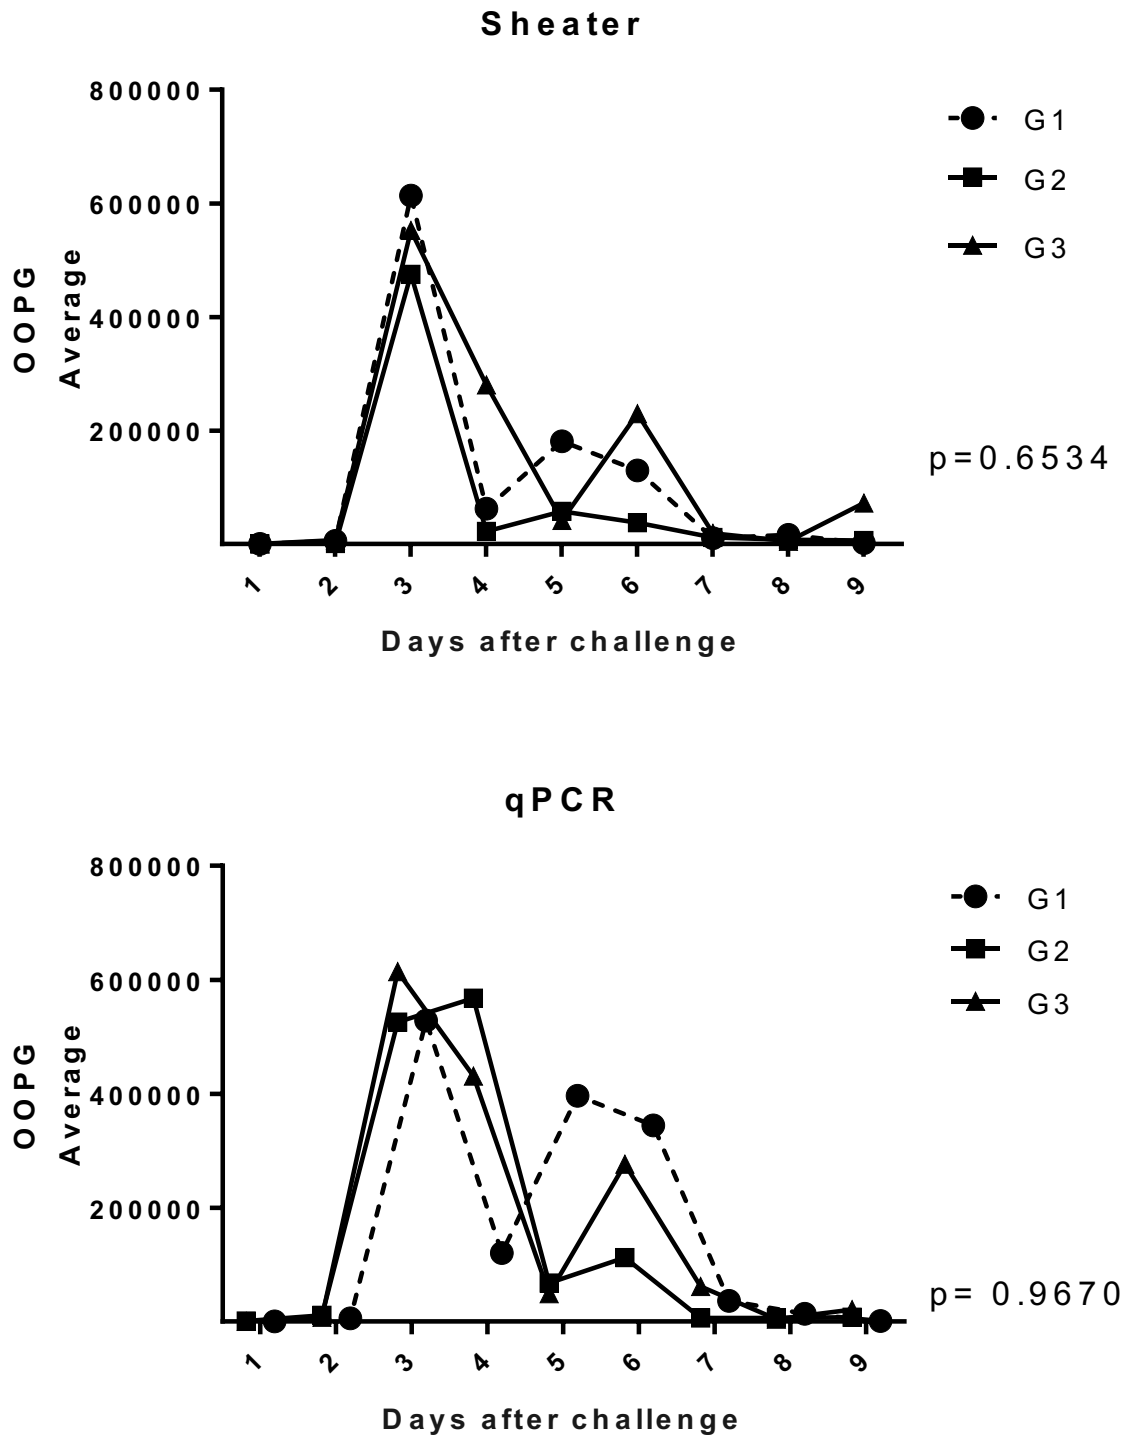 Sheater
800000
600000
400000
200000
OOPG
Average
1 2 3 4 5 6 7 8 9
Days after challenge
G1
G2
G3
p=0.6534
qPCR
800000
600000
400000
200000
OOPG
Average
1 2 3 4 5 6 7 8 9
Days after challenge
G1
G2
G3
p= 0.9670